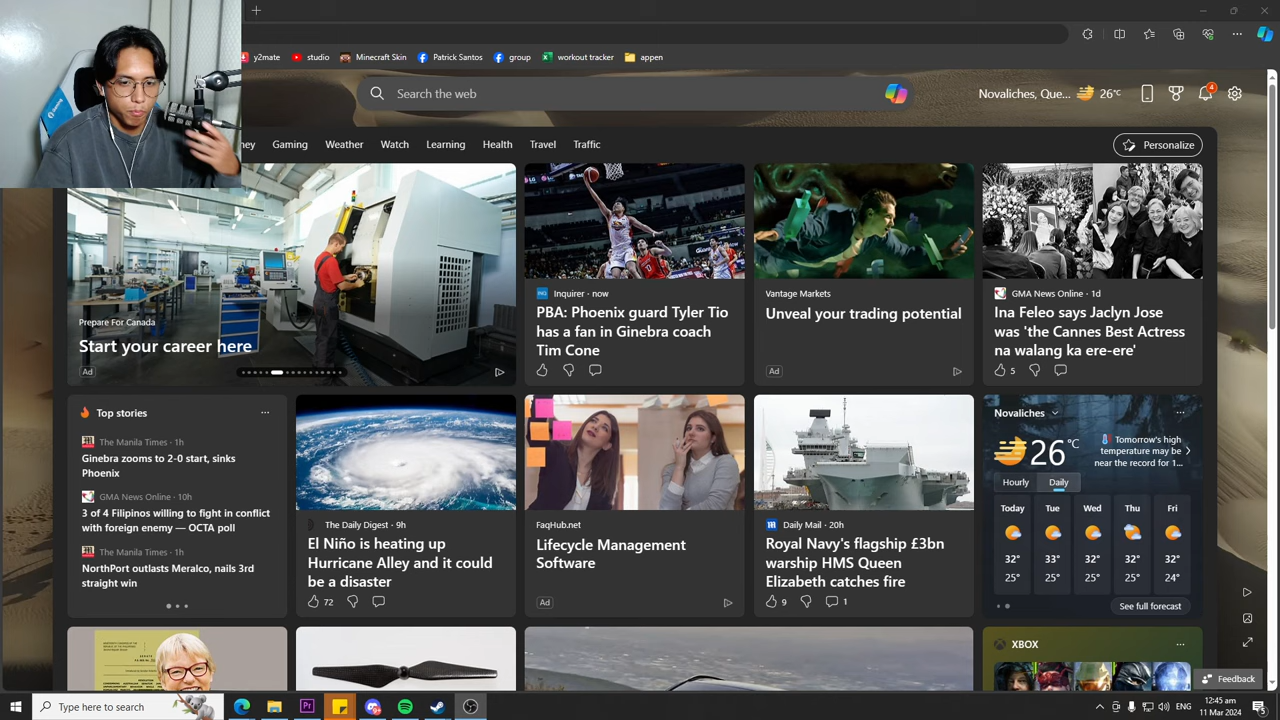 y2mate
studio
Minecraft Skin
Patrick Santos
group
workout tracker
appen
Search the web
Novaliches, Que...
26°C
4
ney
Gaming
Weather
Watch
Learning
Health
Travel
Traffic
Personalize
Prepare For Canada
Start your career here
Ad
Inquirer · now
PBA: Phoenix guard Tyler Tio
has a fan in Ginebra coach
Tim Cone
Vantage Markets
Unveil your trading potential
Ad
GMA News Online · 1d
Ina Feleo says Jaclyn Jose
was 'the Cannes Best Actress
na walang ka ere-ere'
5
Top stories
The Manila Times · 1h
Ginebra zooms to 2-0 start, sinks
Phoenix
GMA News Online · 10h
3 of 4 Filipinos willing to fight in conflict
with foreign enemy — OCTA poll
The Manila Times · 1h
NorthPort outlasts Meralco, nails 3rd
straight win
The Daily Digest · 9h
El Niño is heating up
Hurricane Alley and it could
be a disaster
72
FaqHub.net
Lifecycle Management
Software
Ad
Daily Mail · 20h
Royal Navy's flagship £3bn
warship HMS Queen
Elizabeth catches fire
9
1
Novaliches
26 °C
Tomorrow's high
temperature may be
near the record for 1...
Hourly
Daily
Today Tue Wed Thu Fri
32° 33° 32° 32° 32°
25° 25° 25° 25° 24°
See full forecast
XBOX
Feedback
Type here to search
Pr
ENG
12:45 am
11 Mar 2024
5